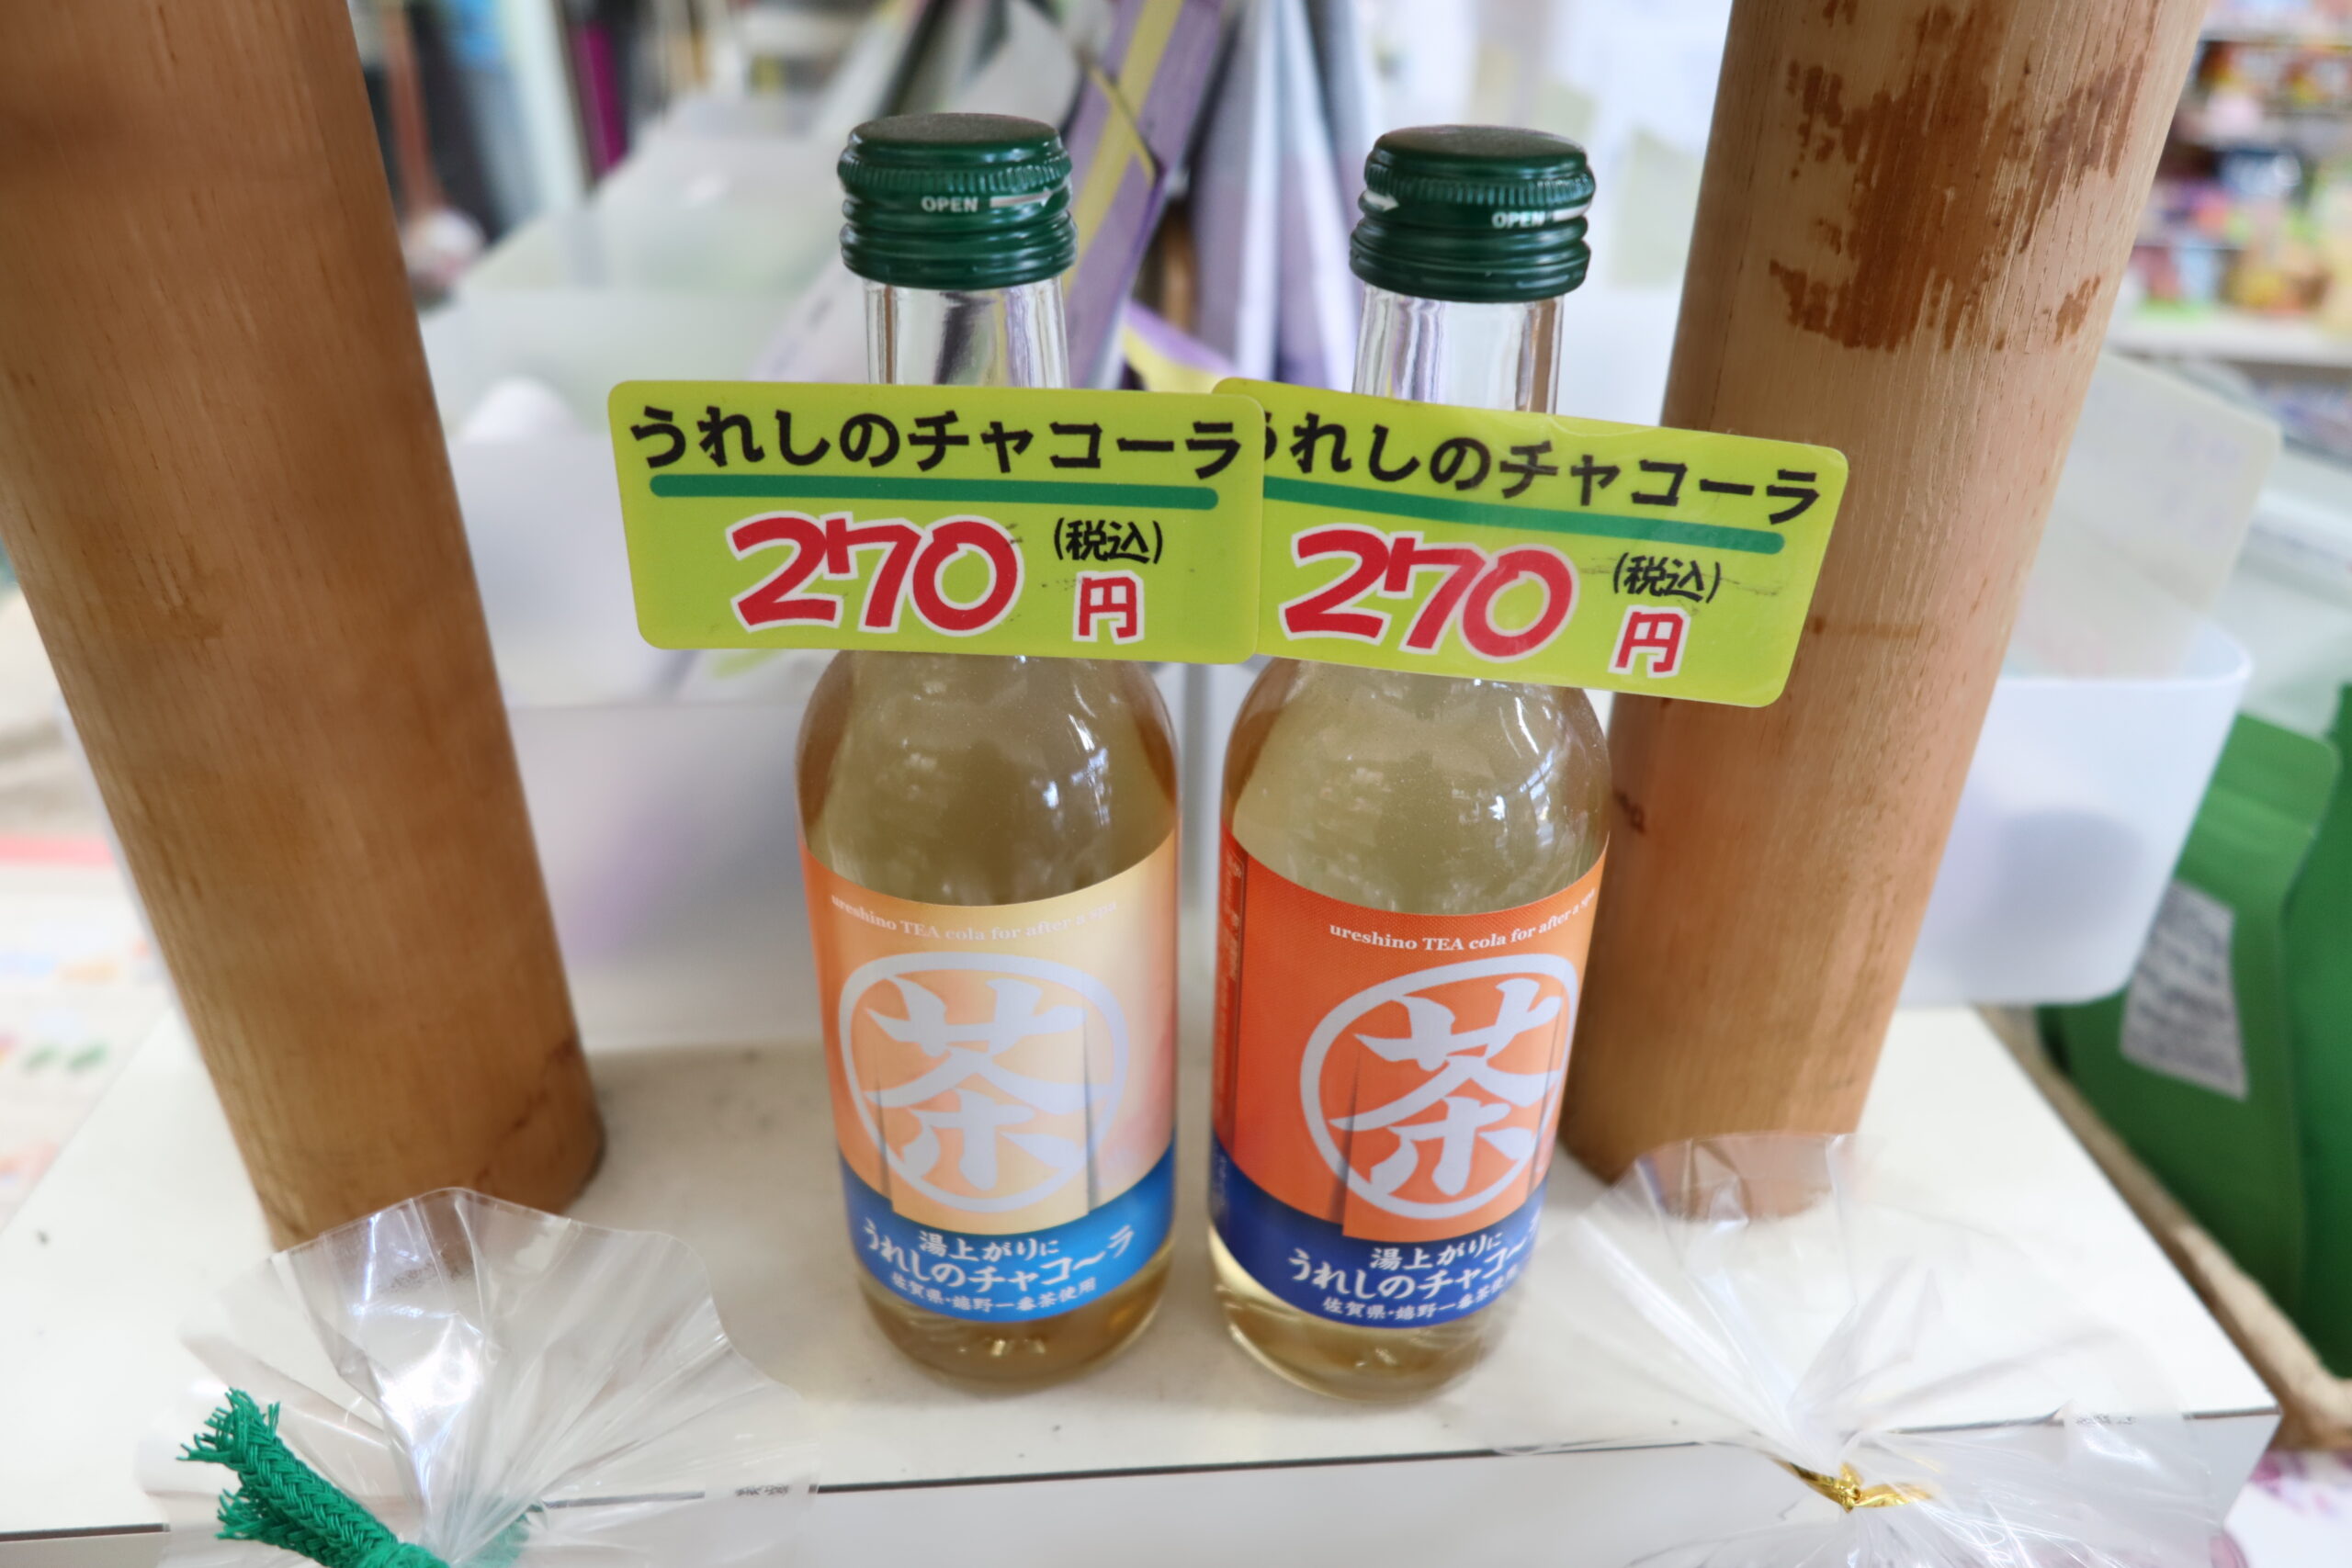 OPEN
OPEN
うれしのチャコーラ
270
(税込)
円
うれしのチャコーラ
270
(税込)
円
ureshino TEA cola for after a spa
茶
湯上がりに
うれしのチャコ〜ラ
佐賀県・嬉野一番茶使用
ureshino TEA cola for after a spa
茶
湯上がりに
うれしのチャコ〜
佐賀県・嬉野一番茶使